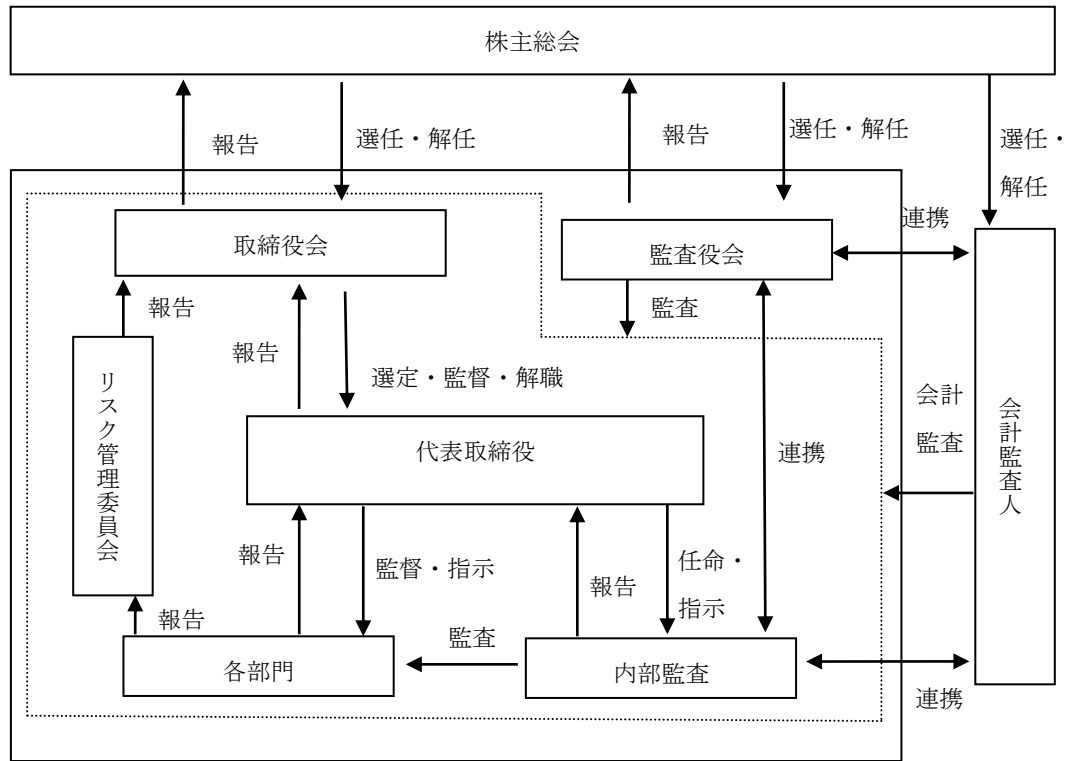 株主総会
報告
選任・解任
報告
選任・解任
選任・
解任
取締役会
監査役会
連携
報告
監査
報告
選定・監督・解職
リスク管理委員会
代表取締役
連携
会計
監査
会計監査人
報告
監督・指示
報告
任命・
指示
報告
各部門
監査
内部監査
連携